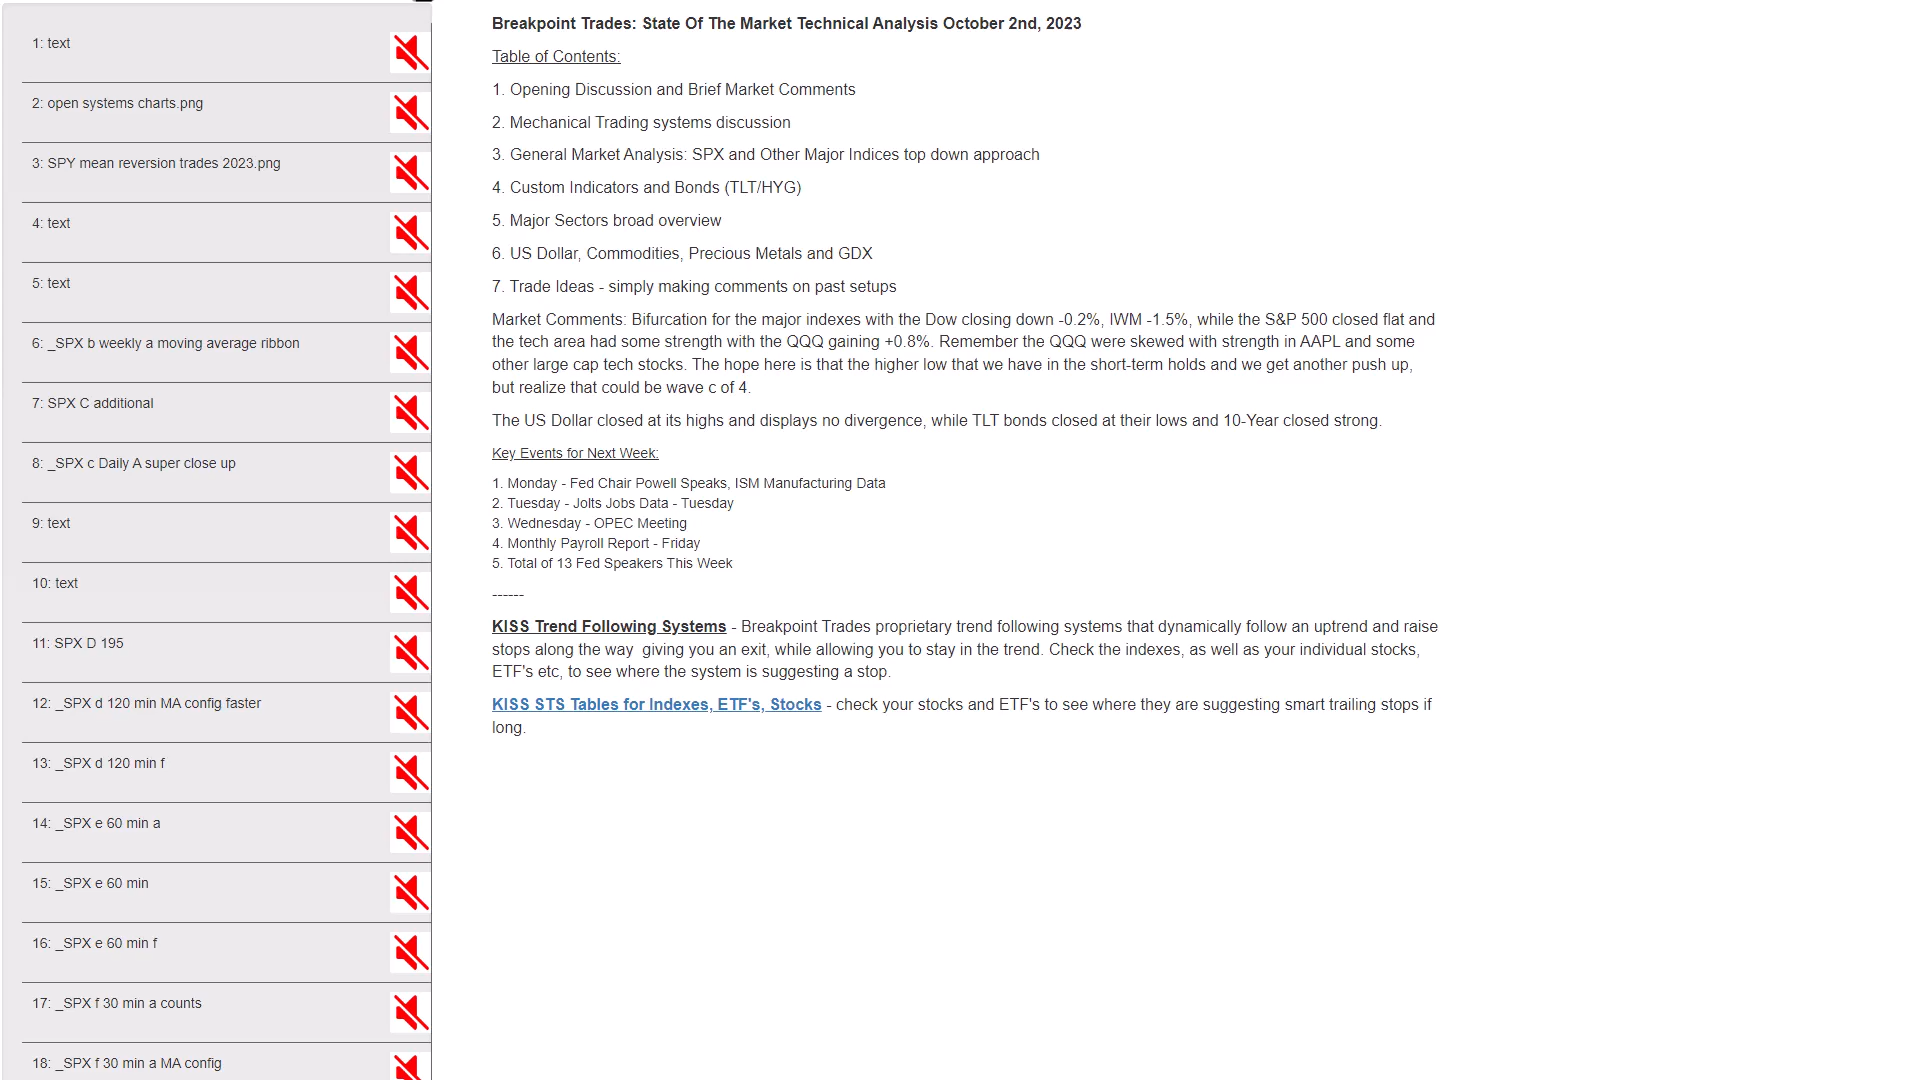 1: text
2: open systems charts.png
3: SPY mean reversion trades 2023.png
4: text
5: text
6: _SPX b weekly a moving average ribbon
7: SPX C additional
8: _SPX c Daily A super close up
9: text
10: text
11: SPX D 195
12: _SPX d 120 min MA config faster
13: _SPX d 120 min f
14: _SPX e 60 min a
15: _SPX e 60 min
16: _SPX e 60 min f
17: _SPX f 30 min a counts
18: _SPX f 30 min a MA config
Breakpoint Trades: State Of The Market Technical Analysis October 2nd, 2023
Table of Contents:
1. Opening Discussion and Brief Market Comments
2. Mechanical Trading systems discussion
3. General Market Analysis: SPX and Other Major Indices top down approach
4. Custom Indicators and Bonds (TLT/HYG)
5. Major Sectors broad overview
6. US Dollar, Commodities, Precious Metals and GDX
7. Trade Ideas - simply making comments on past setups
Market Comments: Bifurcation for the major indexes with the Dow closing down -0.2%, IWM -1.5%, while the S&P 500 closed flat and
the tech area had some strength with the QQQ gaining +0.8%. Remember the QQQ were skewed with strength in AAPL and some
other large cap tech stocks. The hope here is that the higher low that we have in the short-term holds and we get another push up,
but realize that could be wave c of 4.
The US Dollar closed at its highs and displays no divergence, while TLT bonds closed at their lows and 10-Year closed strong.
Key Events for Next Week:
1. Monday - Fed Chair Powell Speaks, ISM Manufacturing Data
2. Tuesday - Jolts Jobs Data - Tuesday
3. Wednesday - OPEC Meeting
4. Monthly Payroll Report - Friday
5. Total of 13 Fed Speakers This Week
------
KISS Trend Following Systems - Breakpoint Trades proprietary trend following systems that dynamically follow an uptrend and raise
stops along the way  giving you an exit, while allowing you to stay in the trend. Check the indexes, as well as your individual stocks,
ETF's etc, to see where the system is suggesting a stop.
KISS STS Tables for Indexes, ETF's, Stocks - check your stocks and ETF's to see where they are suggesting smart trailing stops if
long.